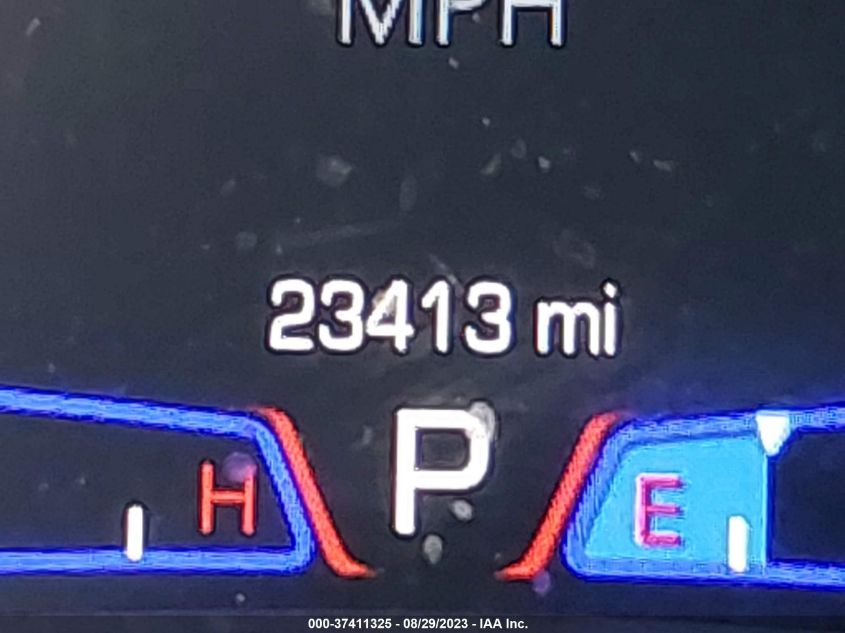 MPH
23413 mi
P
H E
000-37411325 - 08/29/2023 - IAA Inc.